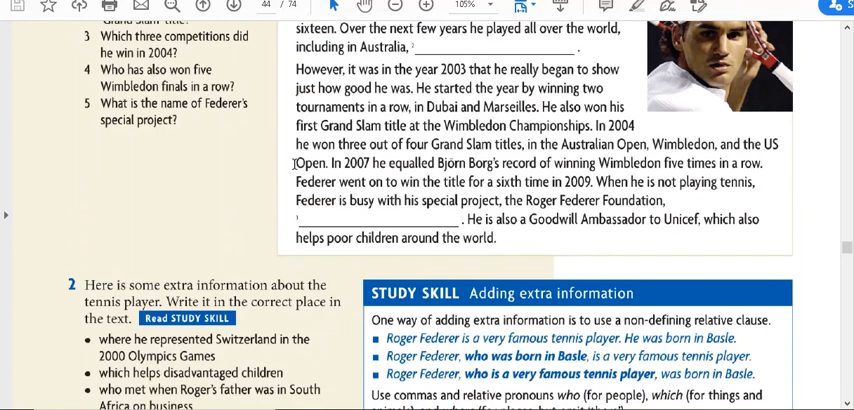 44 / 74
105%
S
Grand Slam title?
3 Which three competitions did
he win in 2004?
4 Who has also won five
Wimbledon finals in a row?
5 What is the name of Federer's
special project?
sixteen. Over the next few years he played all over the world,
including in Australia, ² ____________________ .
However, it was in the year 2003 that he really began to show
just how good he was. He started the year by winning two
tournaments in a row, in Dubai and Marseilles. He also won his
first Grand Slam title at the Wimbledon Championships. In 2004
he won three out of four Grand Slam titles, in the Australian Open, Wimbledon, and the US
Open. In 2007 he equalled Björn Borg's record of winning Wimbledon five times in a row.
Federer went on to win the title for a sixth time in 2009. When he is not playing tennis,
Federer is busy with his special project, the Roger Federer Foundation,
³ ____________________ . He is also a Goodwill Ambassador to Unicef, which also
helps poor children around the world.
2 Here is some extra information about the
tennis player. Write it in the correct place in
the text. Read STUDY SKILL
• where he represented Switzerland in the
2000 Olympics Games
• which helps disadvantaged children
• who met when Roger's father was in South
Africa on business
STUDY SKILL Adding extra information
One way of adding extra information is to use a non-defining relative clause.
■ Roger Federer is a very famous tennis player. He was born in Basle.
■ Roger Federer, who was born in Basle, is a very famous tennis player.
■ Roger Federer, who is a very famous tennis player, was born in Basle.
Use commas and relative pronouns who (for people), which (for things and